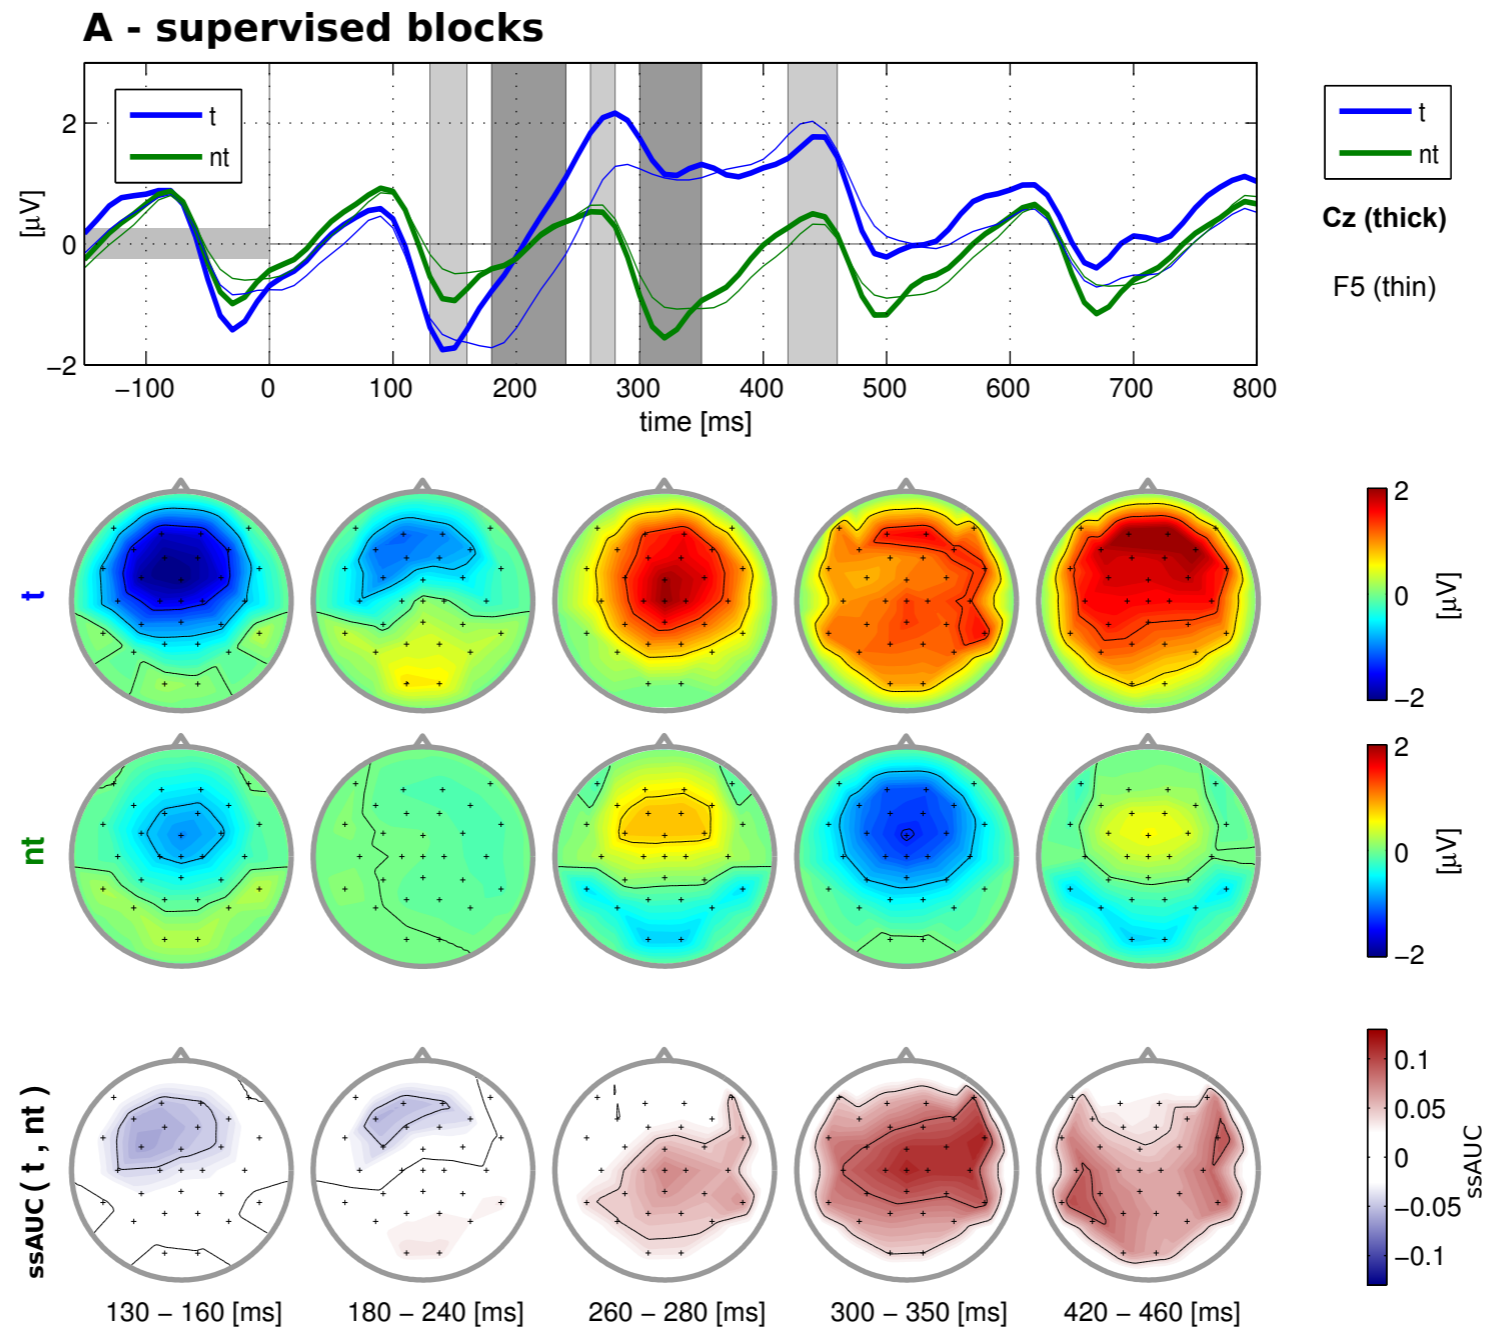 A - supervised blocks
t
nt
[µV]
2
0
−2
−100
0
100
200
300
400
500
600
700
800
time [ms]
t
nt
Cz (thick)
F5 (thin)
t
2
0
−2
[µV]
nt
2
0
−2
[µV]
ssAUC ( t , nt )
0.1
0.05
0
−0.05
−0.1
ssAUC
130 − 160 [ms]
180 − 240 [ms]
260 − 280 [ms]
300 − 350 [ms]
420 − 460 [ms]